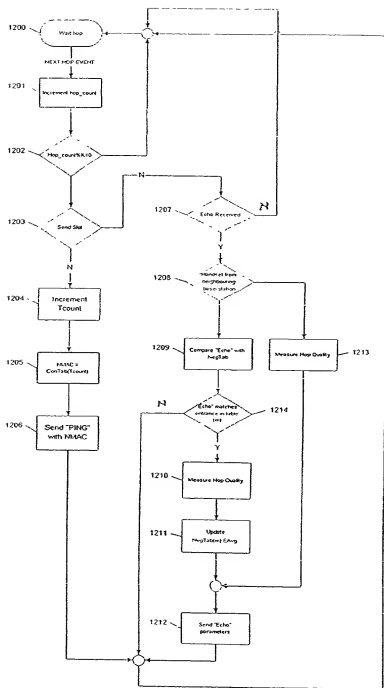 1200
Wait hop
NEXT HOP EVENT
1201
Increment hop_count
1202
Hop_count%K10
N
1203
Send Slot
1207
Echo Received
N
N
Y
1204
Increment
Tcount
1208
"Handset from
neighbouring
base-station
1205
NMAC =
ConTab(Tcount)
1209
Compare "Echo" with
NegTab
Measure Hop Quality
1213
1206
Send "PING"
with NMAC
N
"Echo" matches
entrance in table
(m)
1214
Y
1210
Measure Hop Quality
1211
Update
1212
Send "Echo"
parameters